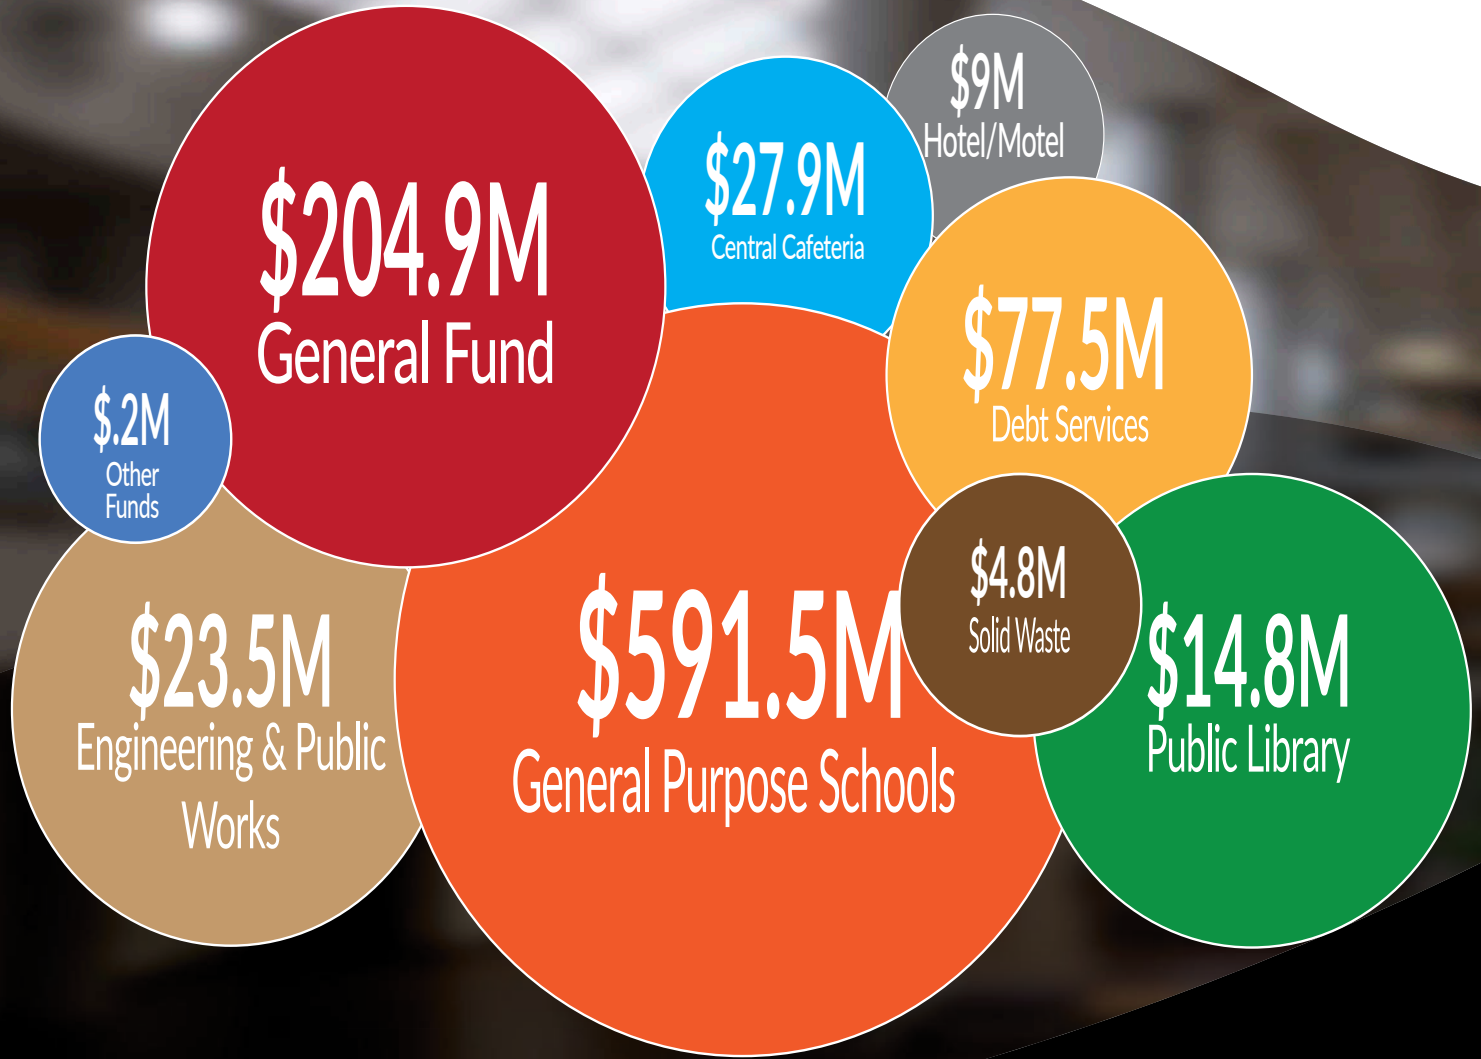 $9M
Hotel/Motel
$27.9M
Central Cafeteria
$204.9M
General Fund
$77.5M
Debt Services
$.2M
Other
Funds
$4.8M
Solid Waste
$23.5M
Engineering & Public
Works
$591.5M
General Purpose Schools
$14.8M
Public Library